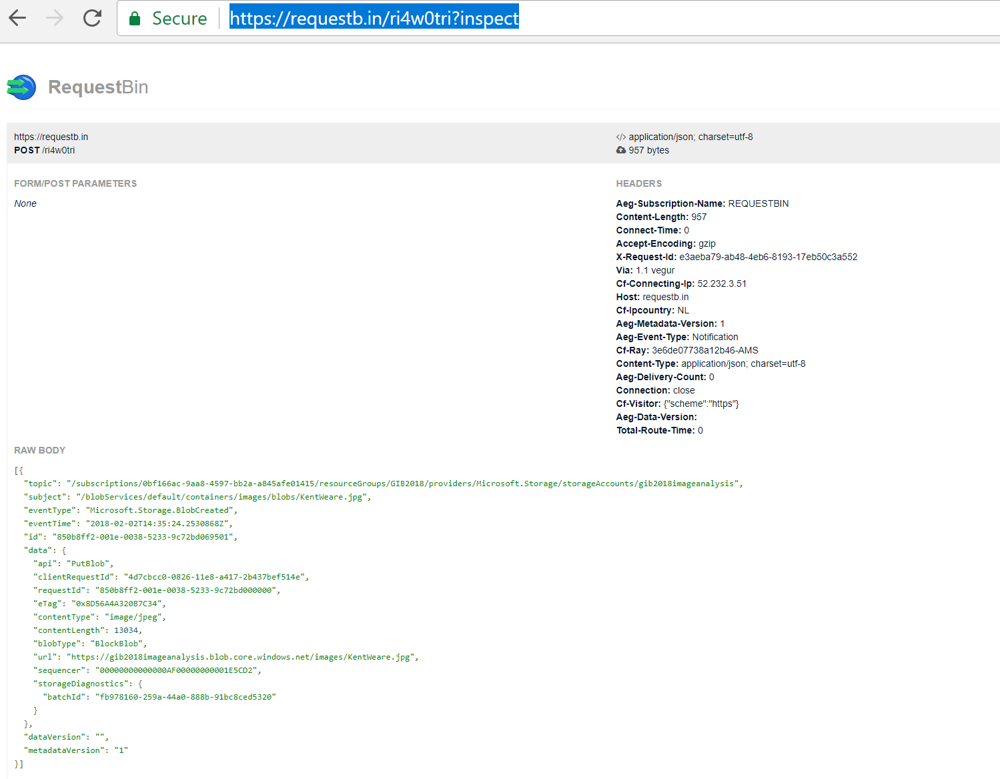 Secure https://requestb.in/ri4w0tri?inspect
RequestBin
https://requestb.in
POST /ri4w0tri
</> application/json; charset=utf-8
957 bytes
FORM/POST PARAMETERS
None
HEADERS
Aeg-Subscription-Name: REQUESTBIN
Content-Length: 957
Connect-Time: 0
Accept-Encoding: gzip
X-Request-Id: e3aeba79-ab48-4eb6-8193-17eb50c3a552
Via: 1.1 vegur
Cf-Connecting-Ip: 52.232.3.51
Host: requestb.in
Cf-Ipcountry: NL
Aeg-Metadata-Version: 1
Aeg-Event-Type: Notification
Cf-Ray: 3e6de07738a12b46-AMS
Content-Type: application/json; charset=utf-8
Aeg-Delivery-Count: 0
Connection: close
Cf-Visitor: {"scheme":"https"}
Aeg-Data-Version:
Total-Route-Time: 0
RAW BODY
[{
  "topic": "/subscriptions/0bf166ac-9aa8-4597-bb2a-a845afe01415/resourceGroups/GIB2018/providers/Microsoft.Storage/storageAccounts/gib2018imageanalysis",
  "subject": "/blobServices/default/containers/images/blobs/KentWeare.jpg",
  "eventType": "Microsoft.Storage.BlobCreated",
  "eventTime": "2018-02-02T14:35:24.2530868Z",
  "id": "850b8ff2-001e-0038-5233-9c72bd069501",
  "data": {
    "api": "PutBlob",
    "clientRequestId": "4d7cbcc0-0826-11e8-a417-2b437bef514e",
    "requestId": "850b8ff2-001e-0038-5233-9c72bd000000",
    "eTag": "0x8D56A4A320B7C34",
    "contentType": "image/jpeg",
    "contentLength": 13034,
    "blobType": "BlockBlob",
    "url": "https://gib2018imageanalysis.blob.core.windows.net/images/KentWeare.jpg",
    "sequencer": "00000000000000AF00000000001E5CD2",
    "storageDiagnostics": {
      "batchId": "fb978160-259a-44a0-888b-91bc8ced5320"
    }
  },
  "dataVersion": "",
  "metadataVersion": "1"
}]